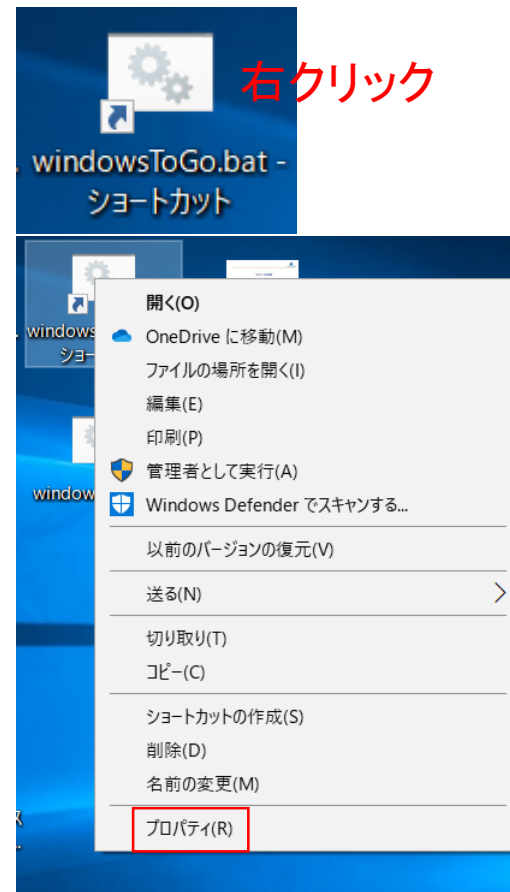 右クリック
windowsToGo.bat -
ショートカット
windows
ショー
window
開く(O)
OneDrive に移動(M)
ファイルの場所を開く(I)
編集(E)
印刷(P)
管理者として実行(A)
Windows Defender でスキャンする...
以前のバージョンの復元(V)
送る(N)
切り取り(T)
コピー(C)
ショートカットの作成(S)
削除(D)
名前の変更(M)
プロパティ(R)